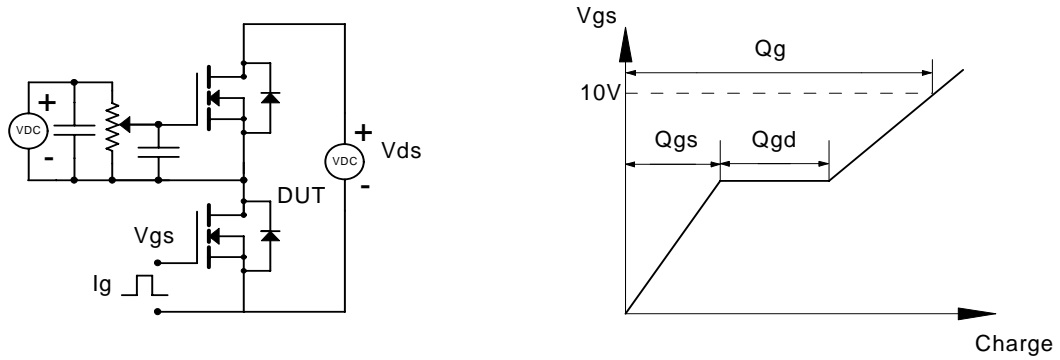 +
VDC
-
+
VDC
-
Vds
DUT
Vgs
Ig
Vgs
Qg
10V
Qgs
Qgd
Charge